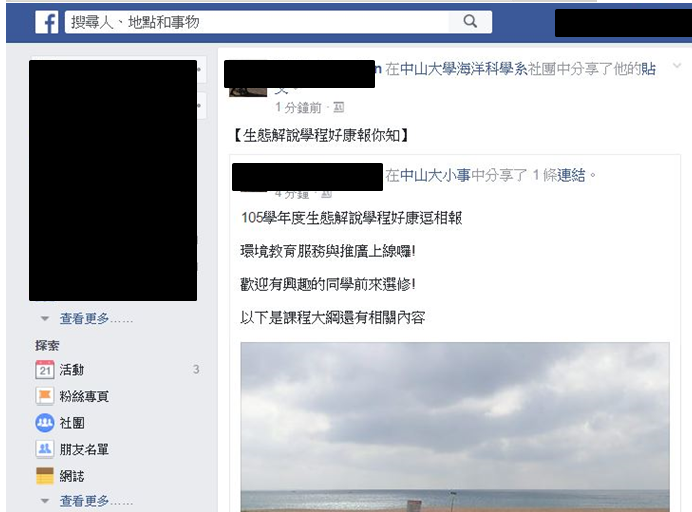 搜尋人、地點和事物
在中山大學海洋科學系社團中分享了他的貼
文。
1 分鐘前
【生態解說學程好康報你知】
在中山大小事中分享了 1 條連結。
4 分鐘
105學年度生態解說學程好康逗相報
環境教育服務與推廣上線囉!
歡迎有興趣的同學前來選修!
以下是課程大綱還有相關內容
查看更多……
探索
21 活動 3
粉絲專頁
社團
朋友名單
網誌
查看更多……